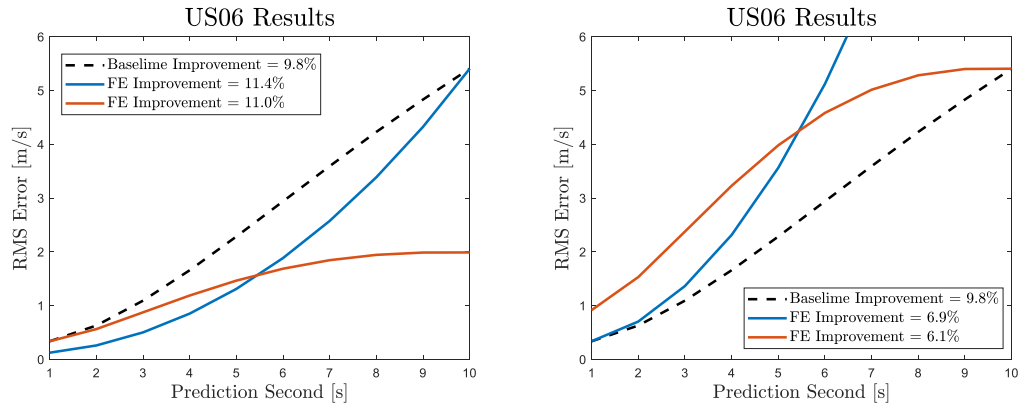 US06 Results
6
5
4
3
2
1
0
RMS Error [m/s]
Baselime Improvement = 9.8%
FE Improvement = 11.4%
FE Improvement = 11.0%
1 2 3 4 5 6 7 8 9 10
Prediction Second [s]
US06 Results
6
5
4
3
2
1
0
RMS Error [m/s]
Baselime Improvement = 9.8%
FE Improvement = 6.9%
FE Improvement = 6.1%
1 2 3 4 5 6 7 8 9 10
Prediction Second [s]